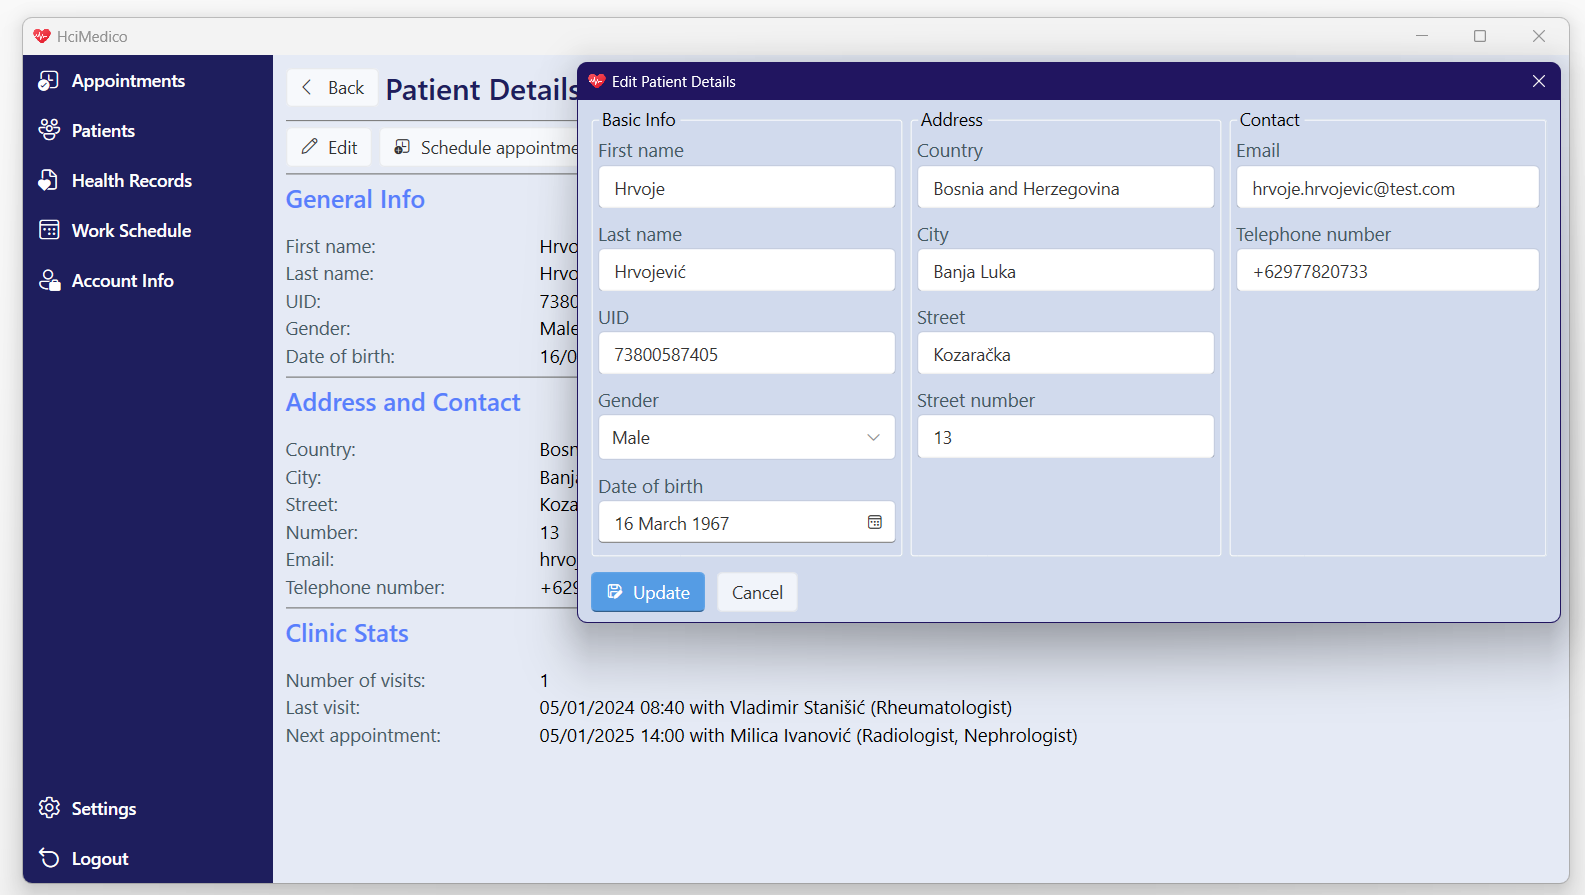 HciMedico
Appointments
Patients
Health Records
Work Schedule
Account Info
Settings
Logout
Back
Patient Details
Edit
Schedule appointme
General Info
First name: Hrvo
Last name: Hrvo
UID: 7380
Gender: Male
Date of birth: 16/0
Address and Contact
Country: Bosn
City: Banja
Street: Koza
Number: 13
Email: hrvoj
Telephone number: +629
Clinic Stats
Number of visits: 1
Last visit: 05/01/2024 08:40 with Vladimir Stanišić (Rheumatologist)
Next appointment: 05/01/2025 14:00 with Milica Ivanović (Radiologist, Nephrologist)
Edit Patient Details
Basic Info
First name
Hrvoje
Last name
Hrvojević
UID
73800587405
Gender
Male
Date of birth
16 March 1967
Address
Country
Bosnia and Herzegovina
City
Banja Luka
Street
Kozaračka
Street number
13
Contact
Email
hrvoje.hrvojevic@test.com
Telephone number
+62977820733
Update
Cancel